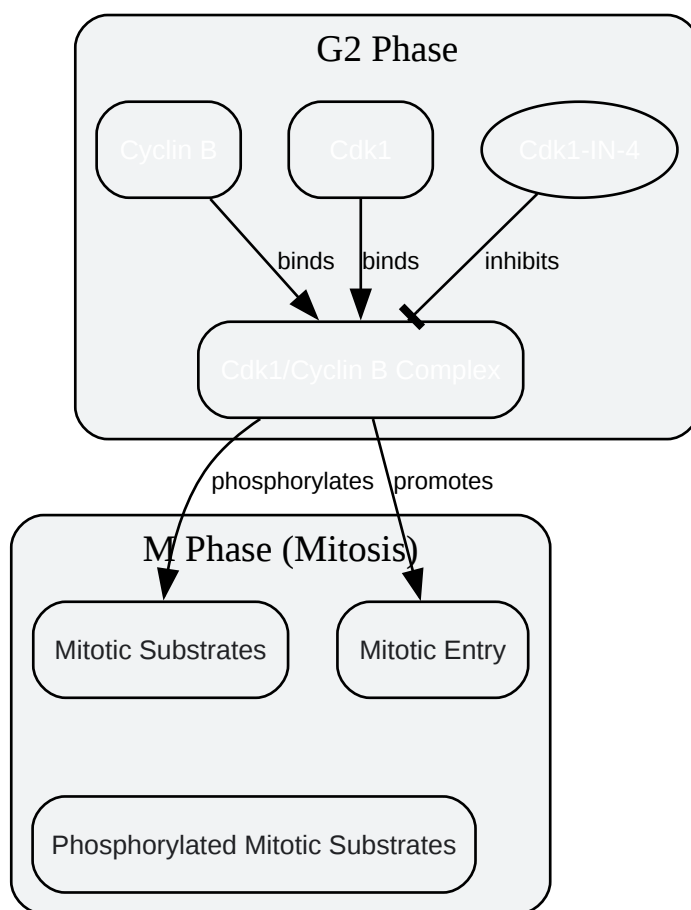 G2 Phase
Cyclin B
Cdk1
Cdk1-IN-4
binds
binds
inhibits
Cdk1/Cyclin B Complex
phosphorylates
promotes
M Phase (Mitosis)
Mitotic Substrates
Mitotic Entry
Phosphorylated Mitotic Substrates